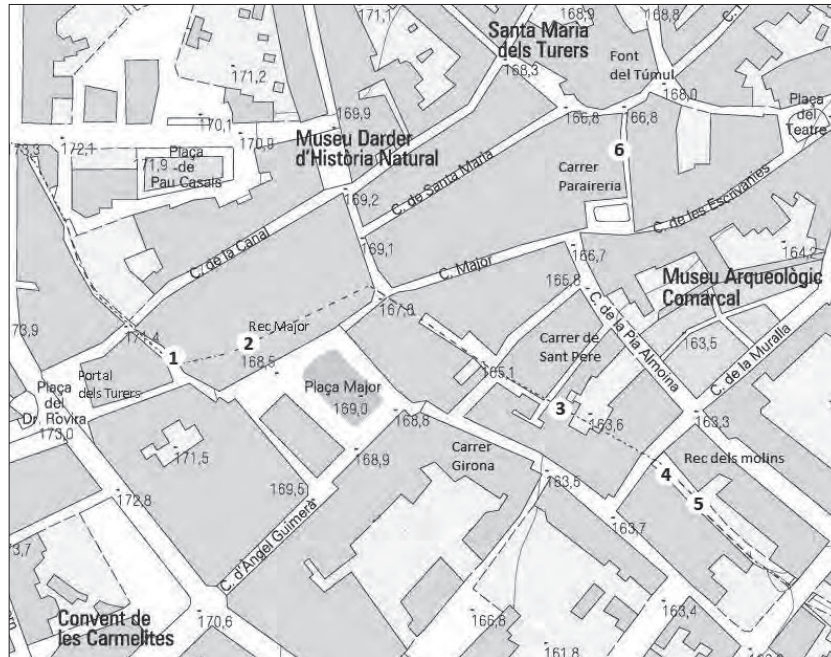 171,1
168,9
168,8
Santa Maria
dels Turers
Font
del Túmul
171,2
168,3
168,0
169,9
166,8
166,8
Plaça
del
Teatre
170,1
170,9
173,3
172,1
Museu Darder
d'Història Natural
6
Plaça
de
Pau Casals
171,9
Carrer
Paraireria
C. de Santa Maria
169,2
C. de les Escrivanies
C. de la Canal
169,1
166,7
164,2
C. Major
Museu Arqueològic
Comarcal
165,8
C. de la Pia Almoina
167,8
Rec Major
173,9
171,4
2
1
168,5
Carrer de
Sant Pere
163,5
C. de la Muralla
Portal
dels Turers
165,1
Plaça
del
Dr. Rovira
173,0
Plaça Major
169,0
168,8
3
163,6
163,3
171,5
168,9
Carrer
Girona
Rec dels molins
4
5
172,8
169,5
163,5
C. d'Àngel Guimerà
163,7
3,7
Convent de
les Carmelites
170,6
166,8
163,4
161,8